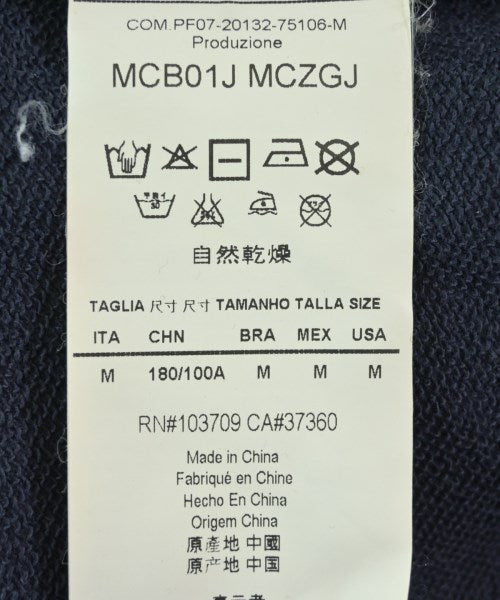 COM.PF07-20132-75106-M
Produzione
MCB01J MCZGJ
自然乾燥
TAGLIA 尺寸 尺寸 TAMANHO TALLA SIZE
ITA CHN BRA MEX USA
M 180/100A M M M
RN#103709 CA#37360
Made in China
Fabriqué en Chine
Hecho En China
Origem China
原產地 中國
原产地 中国